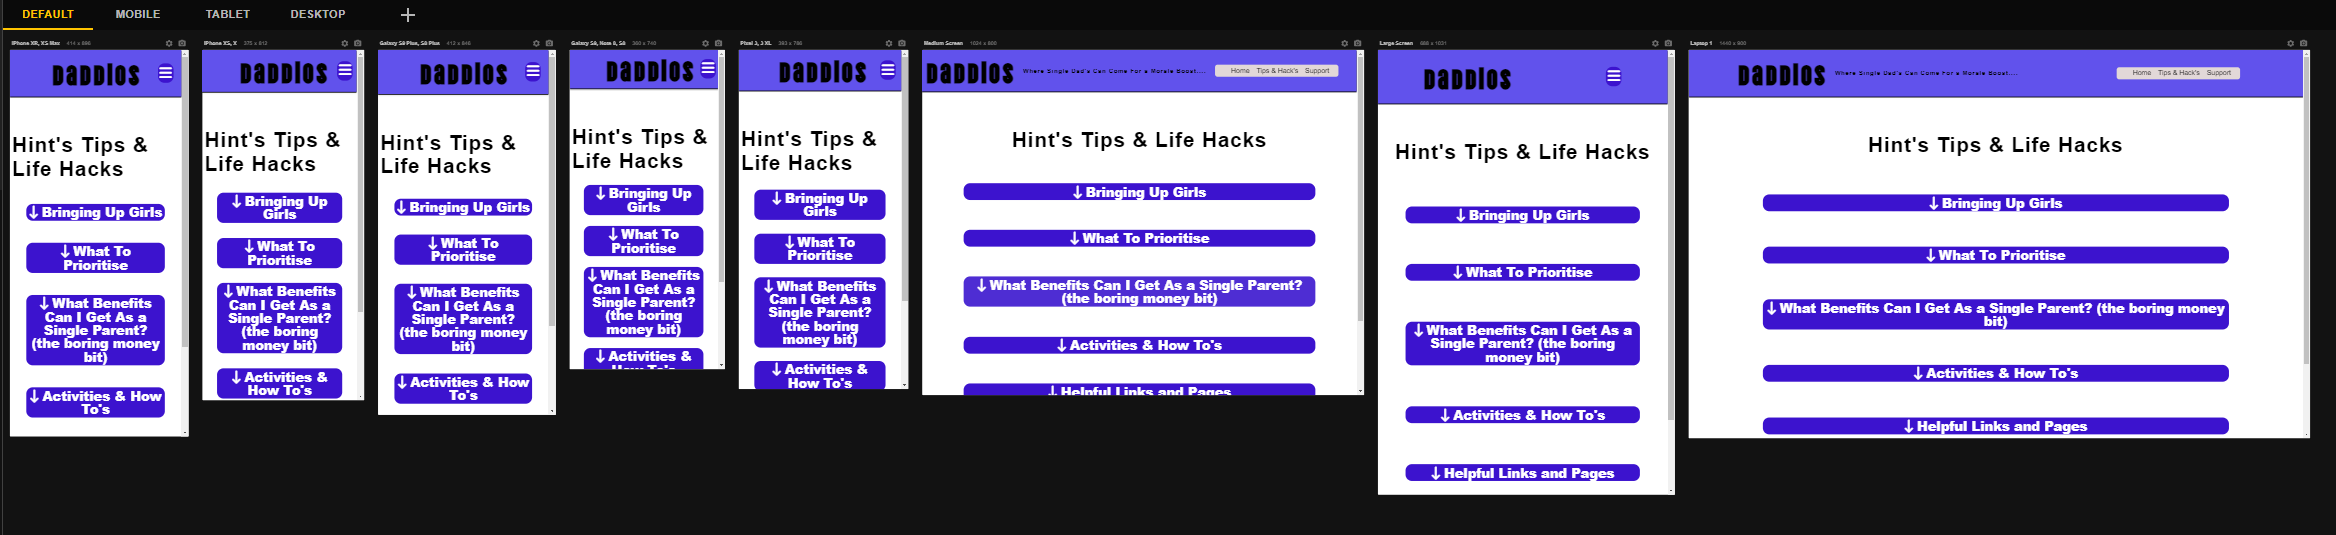 DEFAULT
MOBILE
TABLET
DESKTOP
iPhone XR, XS Max 414 x 896
DADDIOS
Hint's Tips &
Life Hacks
↓ Bringing Up Girls
↓ What To
Prioritise
↓ What Benefits
Can I Get As a
Single Parent?
(the boring money
bit)
↓ Activities & How
To's
iPhone XS, X 375 x 812
DADDIOS
Hint's Tips &
Life Hacks
↓ Bringing Up
Girls
↓ What To
Prioritise
↓ What Benefits
Can I Get As a
Single Parent?
(the boring
money bit)
↓ Activities &
How To's
Galaxy S9 Plus, S8 Plus 412 x 846
DADDIOS
Hint's Tips &
Life Hacks
↓ Bringing Up Girls
↓ What To
Prioritise
↓ What Benefits
Can I Get As a
Single Parent?
(the boring money
bit)
↓ Activities & How
To's
Galaxy S9, Note 8, S8 360 x 740
DADDIOS
Hint's Tips &
Life Hacks
↓ Bringing Up
Girls
↓ What To
Prioritise
↓ What Benefits
Can I Get As a
Single Parent?
(the boring
money bit)
↓ Activities &
How To's
Pixel 3, 3 XL 393 x 786
DADDIOS
Hint's Tips &
Life Hacks
↓ Bringing Up
Girls
↓ What To
Prioritise
↓ What Benefits
Can I Get As a
Single Parent?
(the boring
money bit)
↓ Activities &
How To's
Medium Screen 1024 x 800
DADDIOS
Where Single Dad's Can Come For a Morale Boost....
Home Tips & Hack's Support
Hint's Tips & Life Hacks
↓ Bringing Up Girls
↓ What To Prioritise
↓ What Benefits Can I Get As a Single Parent?
(the boring money bit)
↓ Activities & How To's
↓ Helpful Links and Pages
Large Screen
DADDIOS
Hint's Tips & Life Hacks
↓ Bringing Up Girls
↓ What To Prioritise
↓ What Benefits Can I Get As a
Single Parent? (the boring
money bit)
↓ Activities & How To's
↓ Helpful Links and Pages
Laptop 1 1440 x 900
DADDIOS
Where Single Dad's Can Come For a Morale Boost....
Home Tips & Hack's Support
Hint's Tips & Life Hacks
↓ Bringing Up Girls
↓ What To Prioritise
↓ What Benefits Can I Get As a Single Parent? (the boring money
bit)
↓ Activities & How To's
↓ Helpful Links and Pages